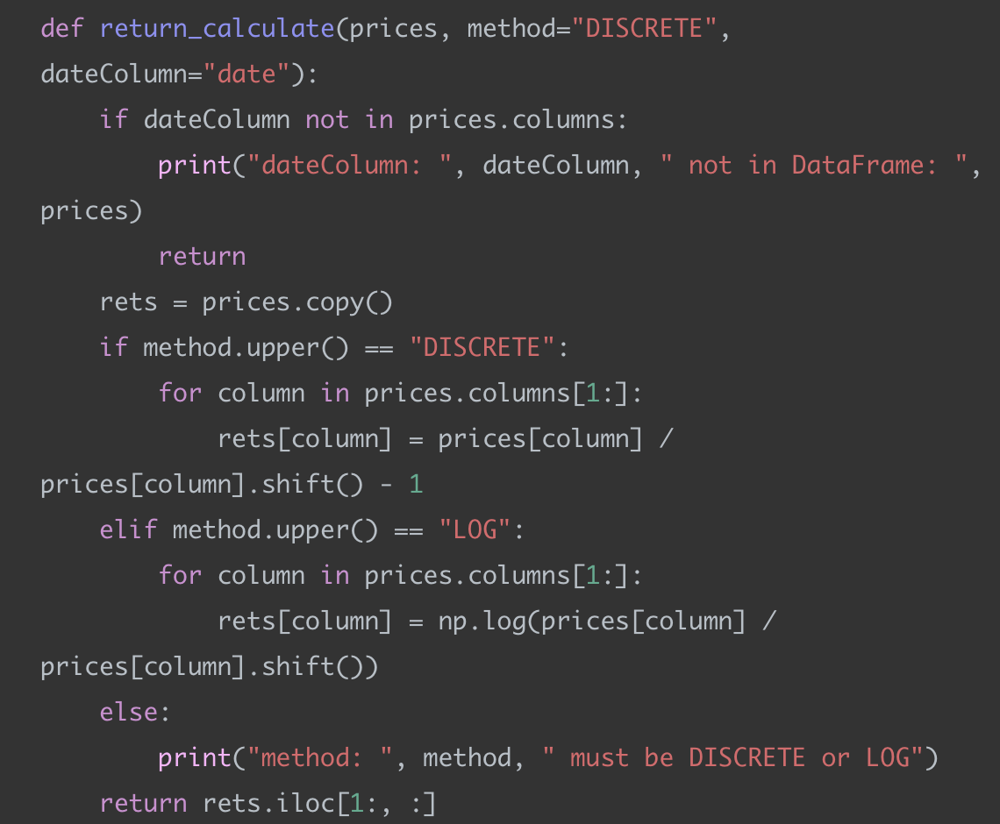 def return_calculate(prices, method="DISCRETE",
dateColumn="date"):
    if dateColumn not in prices.columns:
        print("dateColumn: ", dateColumn, " not in DataFrame: ",
prices)
        return
    rets = prices.copy()
    if method.upper() == "DISCRETE":
        for column in prices.columns[1:]:
            rets[column] = prices[column] /
prices[column].shift() - 1
    elif method.upper() == "LOG":
        for column in prices.columns[1:]:
            rets[column] = np.log(prices[column] /
prices[column].shift())
    else:
        print("method: ", method, " must be DISCRETE or LOG")
    return rets.iloc[1:, :]